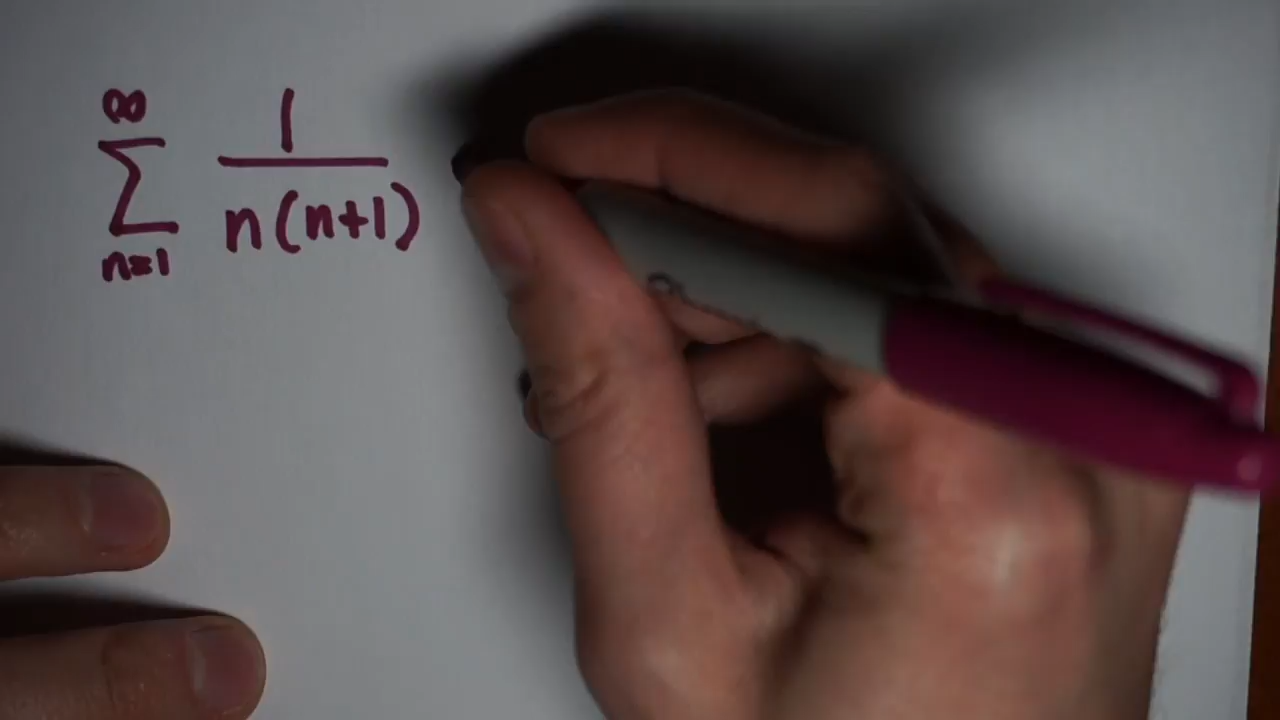 ∞
∑ 1/n(n+1)
n=1